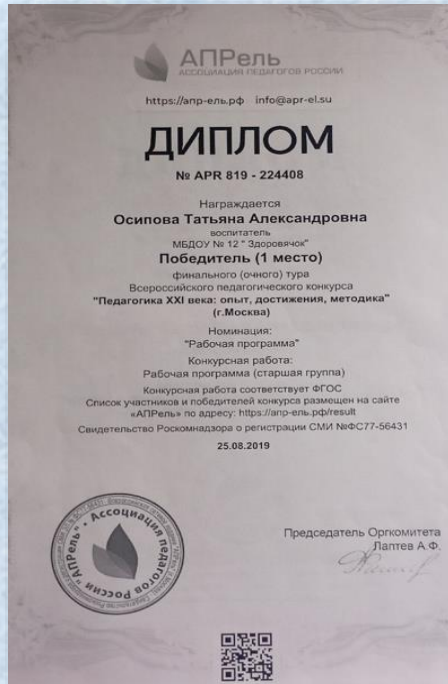 АПРель
АССОЦИАЦИЯ ПЕДАГОГОВ РОССИИ
https://апр-ель.рф info@apr-el.su
ДИПЛОМ
№ APR 819 - 224408
Награждается
Осипова Татьяна Александровна
воспитатель
МБДОУ № 12 " Здоровячок"
Победитель (1 место)
финального (очного) тура
Всероссийского педагогического конкурса
"Педагогика XXI века: опыт, достижения, методика"
(г.Москва)
Номинация:
"Рабочая программа"
Конкурсная работа:
Рабочая программа (старшая группа)
Конкурсная работа соответствует ФГОС
Список участников и победителей конкурса размещен на сайте
«АПРель» по адресу: https://апр-ель.рф/result
Свидетельство Роскомнадзора о регистрации СМИ №ФС77-56431
25.08.2019
Председатель Оргкомитета
Лаптев А.Ф.
Ассоциация педагогов России «АПРель»